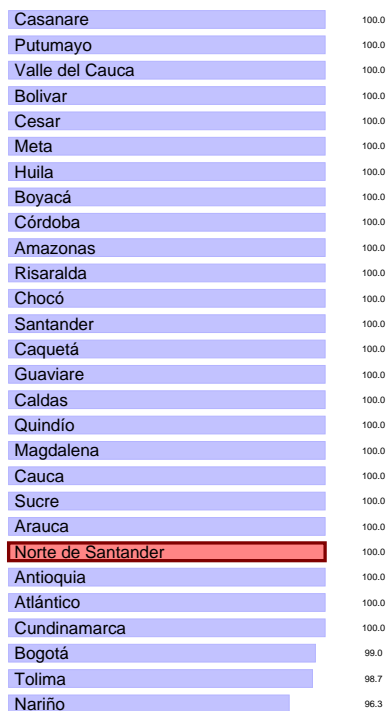 Casanare 100.0
Putumayo 100.0
Valle del Cauca 100.0
Bolivar 100.0
Cesar 100.0
Meta 100.0
Huila 100.0
Boyacá 100.0
Córdoba 100.0
Amazonas 100.0
Risaralda 100.0
Chocó 100.0
Santander 100.0
Caquetá 100.0
Guaviare 100.0
Caldas 100.0
Quindío 100.0
Magdalena 100.0
Cauca 100.0
Sucre 100.0
Arauca 100.0
Norte de Santander 100.0
Antioquia 100.0
Atlántico 100.0
Cundinamarca 100.0
Bogotá 99.0
Tolima 98.7
Nariño 96.3